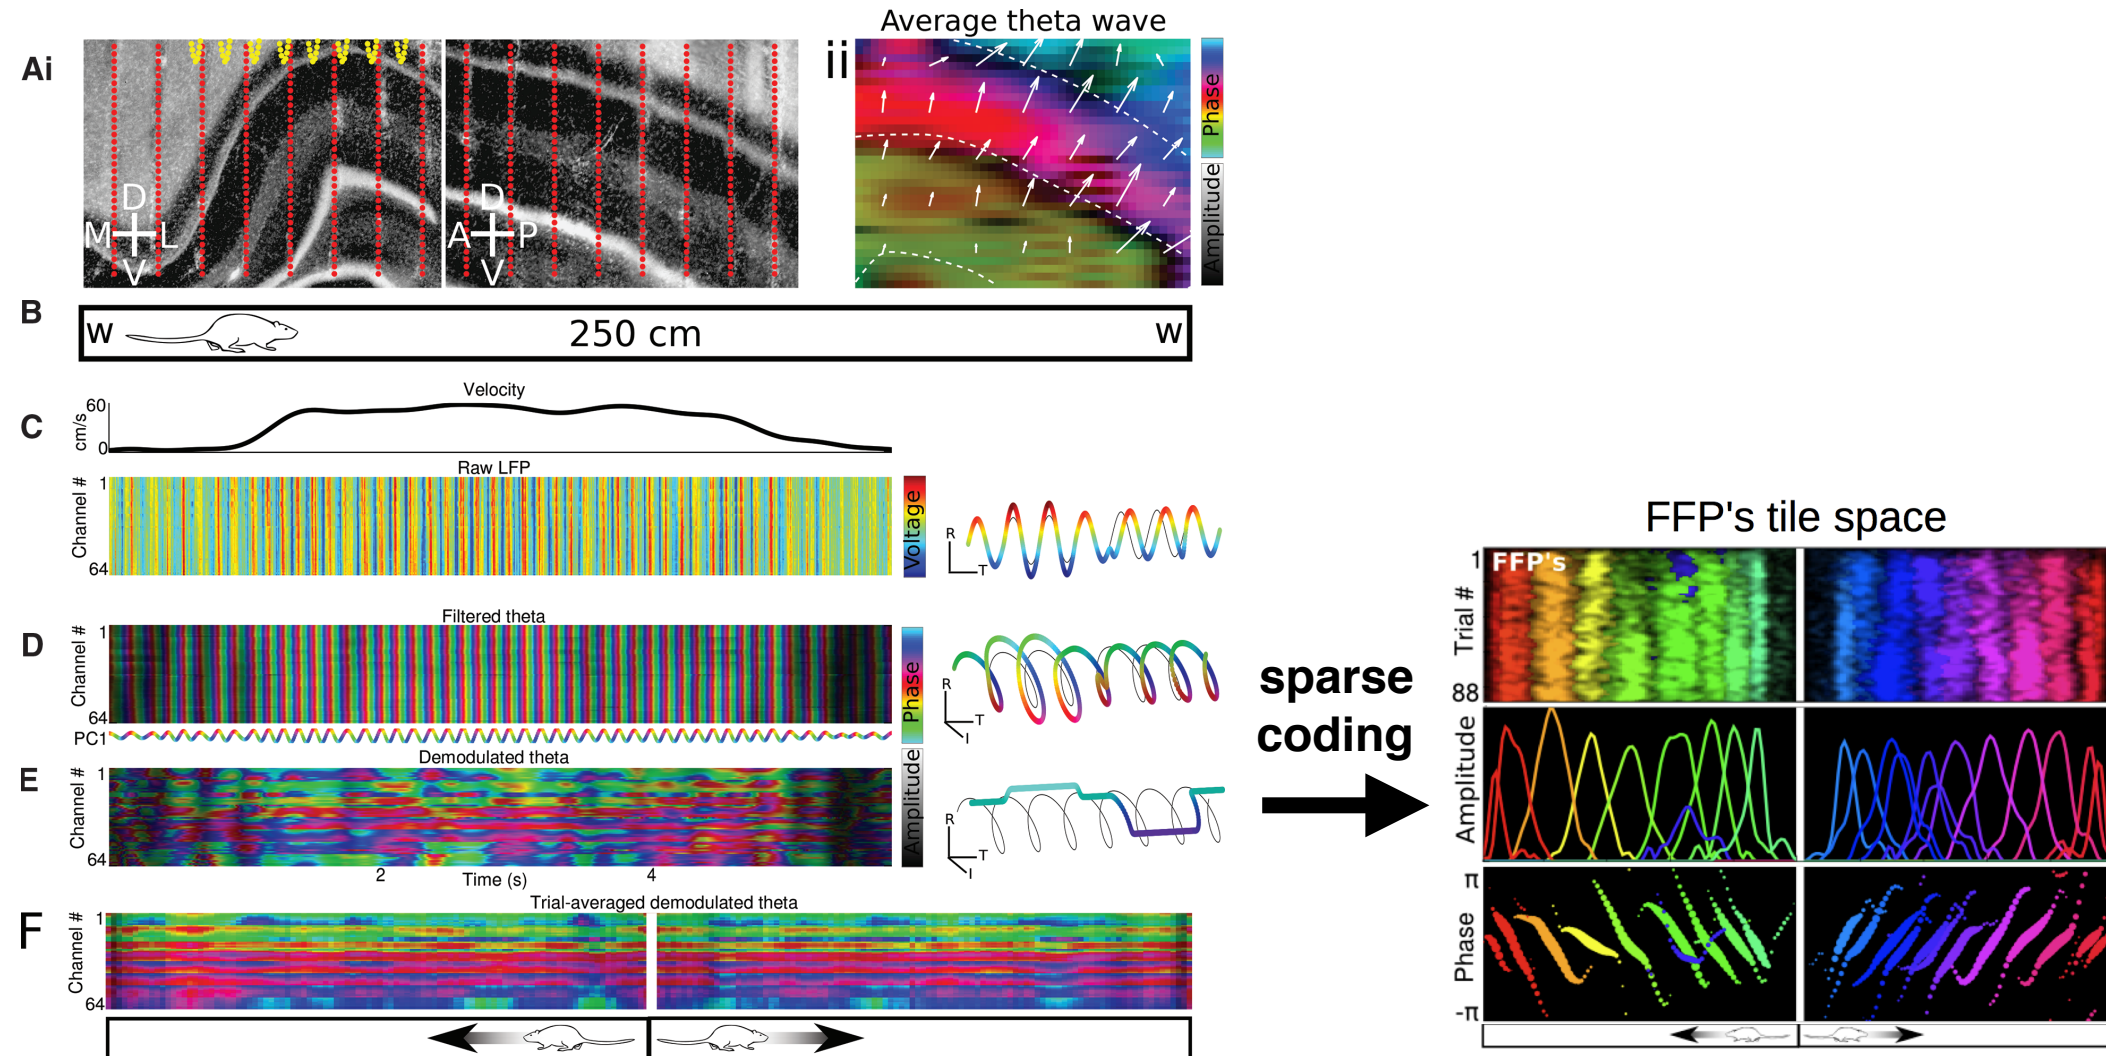 Ai
D
M
L
V
D
A
P
V
ii
Average theta wave
Phase
Amplitude
B
W
250 cm
W
C
Velocity
60
cm/s
0
Raw LFP
1
Channel #
64
Voltage
R
T
D
Filtered theta
1
Channel #
64
PC1
Phase
Amplitude
R
T
I
E
Demodulated theta
1
Channel #
64
2
Time (s)
4
R
T
I
F
Trial-averaged demodulated theta
1
Channel #
64
sparse
coding
FFP's tile space
FFP's
1
Trial #
88
Amplitude
π
Phase
-π